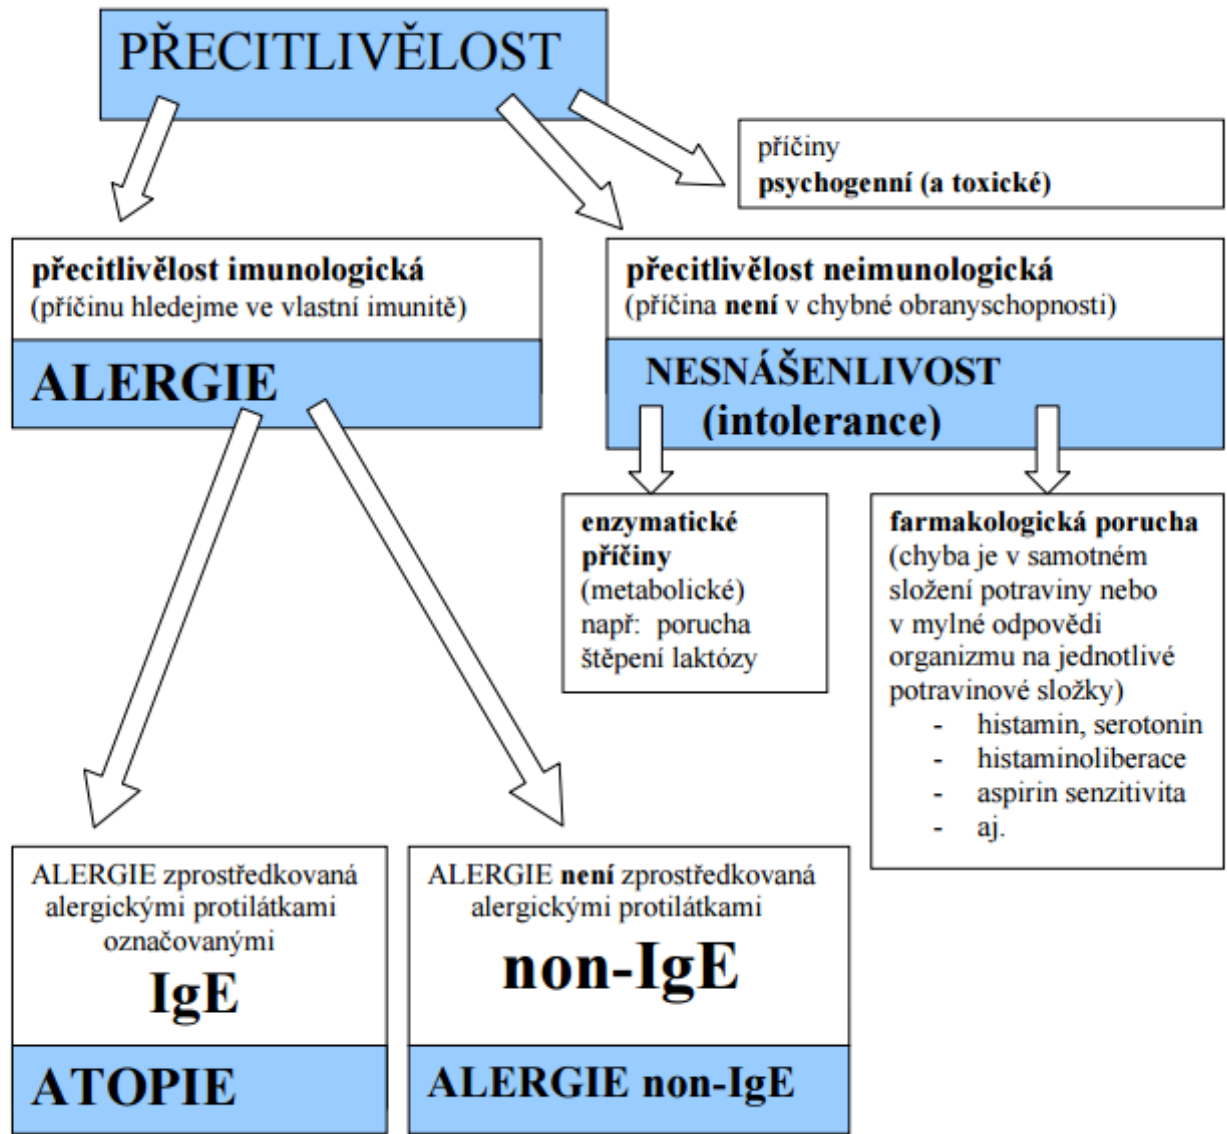 PŘECITLIVĚLOST
příčiny
psychogenní (a toxické)
přecitlivělost imunologická
(příčinu hledejme ve vlastní imunitě)
ALERGIE
přecitlivělost neimunologická
(příčina není v chybné obranyschopnosti)
NESNÁŠENLIVOST
(intolerance)
enzymatické
příčiny
(metabolické)
např: porucha
štěpení laktózy
farmakologická porucha
(chyba je v samotném
složení potraviny nebo
v mylné odpovědi
organizmu na jednotlivé
potravinové složky)
- histamin, serotonin
- histaminoliberace
- aspirin senzitivita
- aj.
ALERGIE zprostředkovaná
alergickými protilátkami
označovanými
IgE
ATOPIE
ALERGIE není zprostředkovaná
alergickými protilátkami
non-IgE
ALERGIE non-IgE